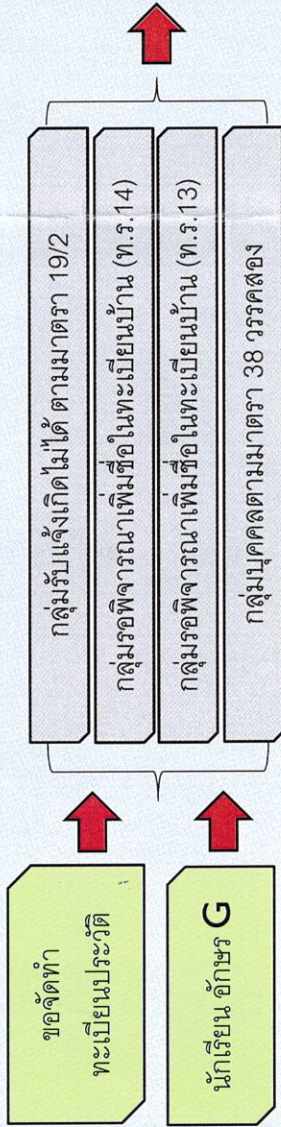 ขอจัดทำ
ทะเบียนประวัติ
นักเรียน อักษร G
กลุ่มรับแจ้งเกิดไม่ได้ ตามมาตรา 19/2
กลุ่มรอพิจารณาเพิ่มชื่อในทะเบียนบ้าน (ท.ร.14)
กลุ่มรอพิจารณาเพิ่มชื่อในทะเบียนบ้าน (ท.ร.13)
กลุ่มบุคคลตามมาตรา 38 วรรคสอง